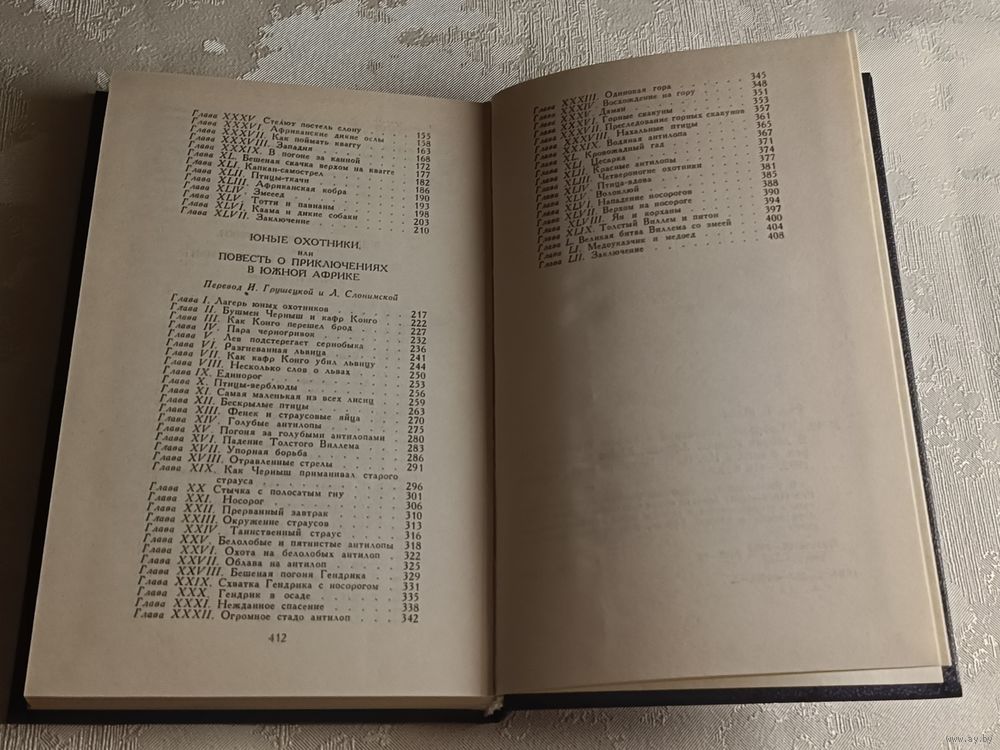 Глава XXXV Стелют постель слону . . . . 155
Глава XXXVI. Африканские дикие ослы . . 158
Глава XXXVII. Как поймать кваггу . . . 163
Глава XXXVIII. Западня . . . . 168
Глава XXXIX. В погоне за канной . . . 172
Глава XL. Бешеная скачка верхом на квагге . 177
Глава XLI. Капкан-самострел . . . . 182
Глава XLII. Птицы-ткачи . . . . 186
Глава XLIII. Африканская кобра . . . . 190
Глава XLIV. Змееед . . . . 193
Глава XLV. Тотти и павианы . . . . 198
Глава XLVI. Каама и дикие собаки . . . 203
Глава XLVII. Заключение . . . . 210
ЮНЫЕ ОХОТНИКИ,
или
ПОВЕСТЬ О ПРИКЛЮЧЕНИЯХ
В ЮЖНОЙ АФРИКЕ
Перевод И. Грушецкой и Л. Слонимской
Глава I. Лагерь юных охотников . . . . 217
Глава II. Бушмен Черныш и кафр Конго . . 222
Глава III. Как Конго перешел брод . . . 227
Глава IV. Пара черногривок . . . . 232
Глава V. Лев подстерегает сернобыка . . 236
Глава VI. Разгневанная львица . . . . 241
Глава VII. Как кафр Конго убил львицу . . 244
Глава VIII. Несколько слов о львах . . . 250
Глава IX. Единорог . . . . 253
Глава X. Птицы-верблюды . . . . 256
Глава XI. Самая маленькая из всех лисиц . 259
Глава XII. Бескрылые птицы . . . . 263
Глава XIII. Фенек и страусовые яйца . . 270
Глава XIV. Голубые антилопы . . . . 275
Глава XV. Погоня за голубыми антилопами . 280
Глава XVI. Падение Толстого Виллема . . 283
Глава XVII. Упорная борьба . . . . 286
Глава XVIII. Отравленные стрелы . . . . 291
Глава XIX. Как Черныш приманивал старого
страуса . . . . 296
Глава XX Стычка с полосатым гну . . . 301
Глава XXI. Носорог . . . . 306
Глава XXII. Прерванный завтрак . . . . 310
Глава XXIII. Окружение страусов . . . . 313
Глава XXIV. Таинственный страус . . . . 316
Глава XXV. Белолобые и пятнистые антилопы 318
Глава XXVI. Охота на белолобых антилоп . . 322
Глава XXVII. Облава на антилоп . . . . 325
Глава XXVIII. Бешеная погоня Гендрика . . 329
Глава XXIX. Схватка Гендрика с носорогом . 331
Глава XXX. Гендрик в осаде . . . . 335
Глава XXXI. Нежданное спасение . . . . 338
Глава XXXII. Огромное стадо антилоп . . . 342
412
Глава XXXIII. Одинокая гора . . . . 345
Глава XXXIV. Восхождение на гору . . . 348
Глава XXXV. Даман . . . . 351
Глава XXXVI. Горные скакуны . . . . 353
Глава XXXVII. Преследование горных скакунов 357
Глава XXXVIII. Нахальные птицы . . . . 361
Глава XXXIX. Водяная антилопа . . . . 365
Глава XL. Кровожадный гад . . . . 367
Глава XLI. Цесарка . . . . 371
Глава XLII. Красные антилопы . . . . 374
Глава XLIII. Четвероногие охотники . . . 377
Глава XLIV. Птица-вдова . . . . 381
Глава XLV. Воловлюй . . . . 385
Глава XLVI. Нападение носорогов . . . . 388
Глава XLVII. Верхом на носороге . . . . 390
Глава XLVIII. Ян и корханы . . . . 394
Глава XLIX. Толстый Виллем и питон . . . 397
Глава L. Великая битва Виллема со змеей . . 400
Глава LI. Медоуказчик и медоед . . . . 404
Глава LII. Заключение . . . . 408
www.ay.by